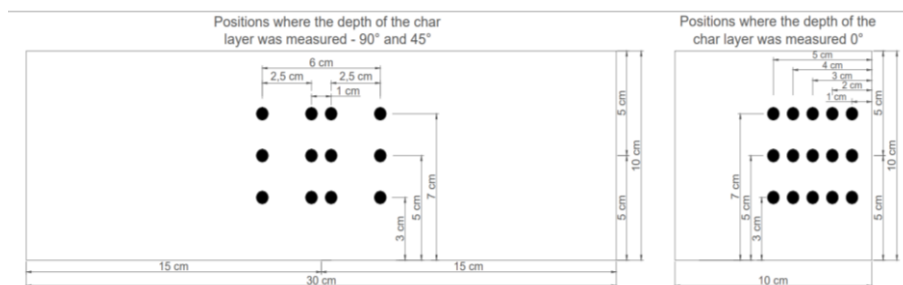 Positions where the depth of the char
layer was measured - 90° and 45°
6 cm
2,5 cm
2,5 cm
1 cm
5 cm
10 cm
7 cm
5 cm
3 cm
5 cm
15 cm
15 cm
30 cm
Positions where the depth of the
char layer was measured 0°
5 cm
4 cm
3 cm
2 cm
1 cm
5 cm
10 cm
7 cm
5 cm
3 cm
5 cm
10 cm